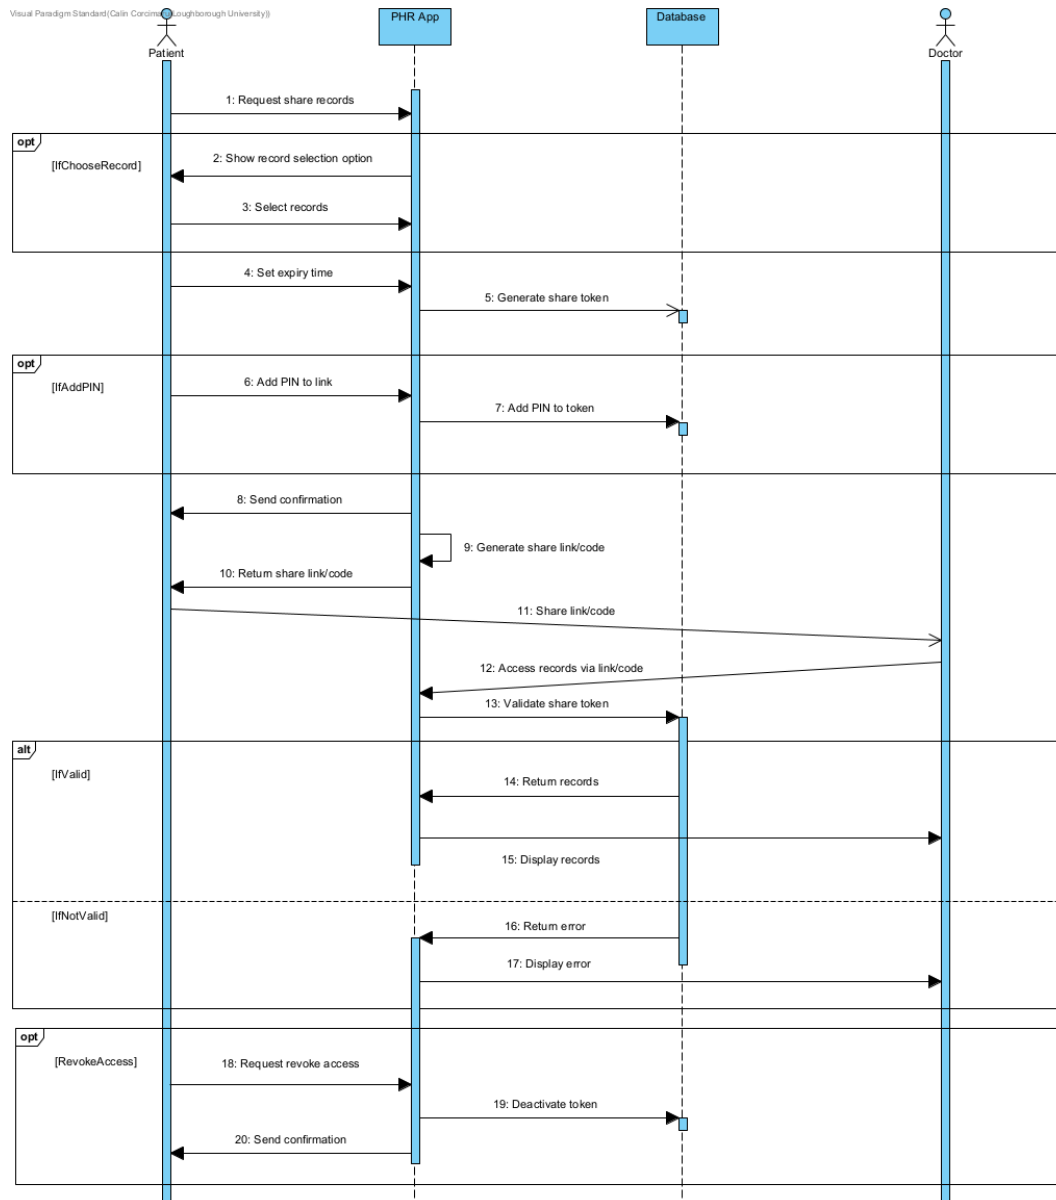 Visual Paradigm Standard(Calin Corcimaru(Loughborough University))
PHR App
Database
Patient
Doctor
1: Request share records
opt
[IfChooseRecord]
2: Show record selection option
3: Select records
4: Set expiry time
5: Generate share token
opt
[IfAddPIN]
6: Add PIN to link
7: Add PIN to token
8: Send confirmation
9: Generate share link/code
10: Return share link/code
11: Share link/code
12: Access records via link/code
13: Validate share token
alt
[IfValid]
14: Return records
15: Display records
[IfNotValid]
16: Return error
17: Display error
opt
[RevokeAccess]
18: Request revoke access
19: Deactivate token
20: Send confirmation